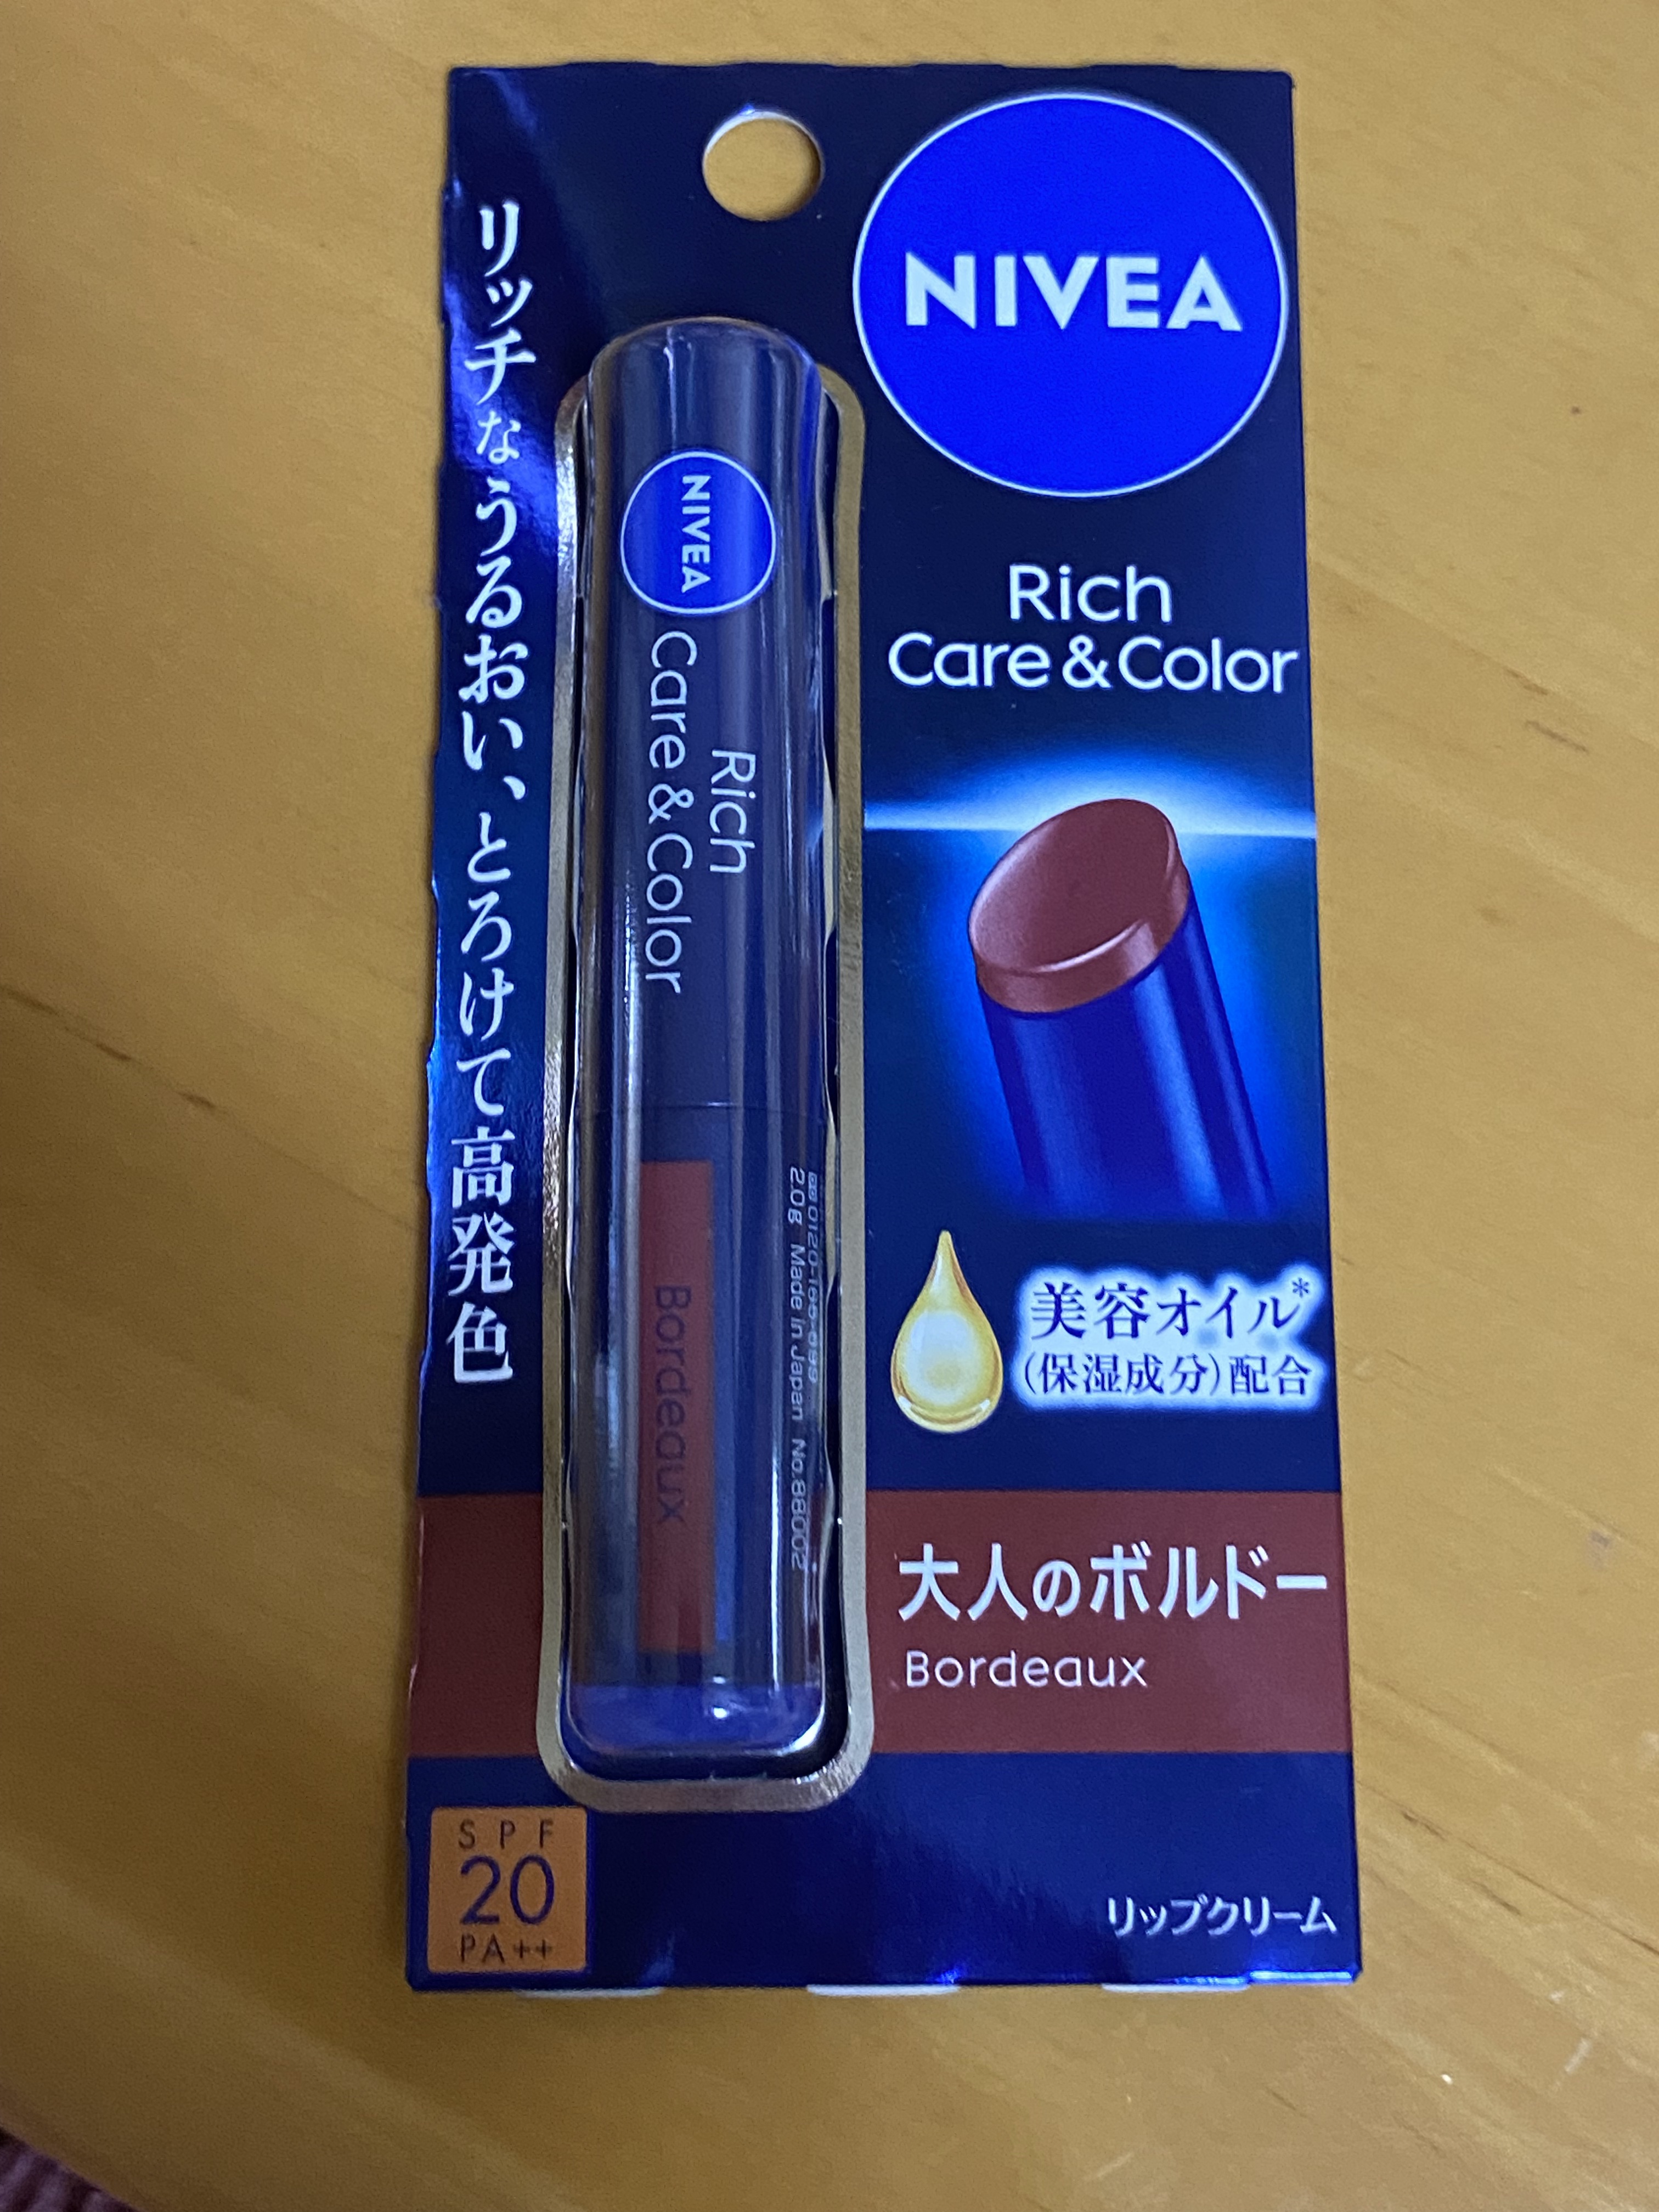 リッチなうるおい、とろけて高発色
NIVEA
Rich
Care & Color
NIVEA
Rich
Care & Color
Bordeaux
2.0g Made in Japan No.88002
美容オイル*
(保湿成分)配合
大人のボルドー
Bordeaux
SPF
20
PA++
リップクリーム